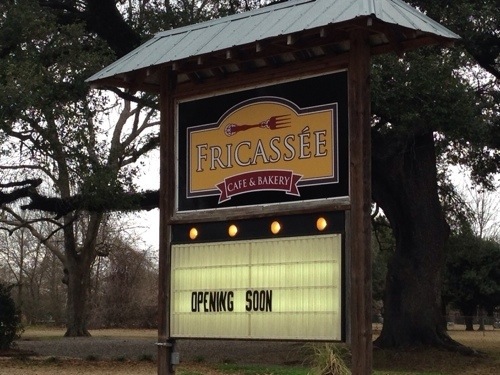 FRICASSÉE
CAFE & BAKERY
OPENING SOON